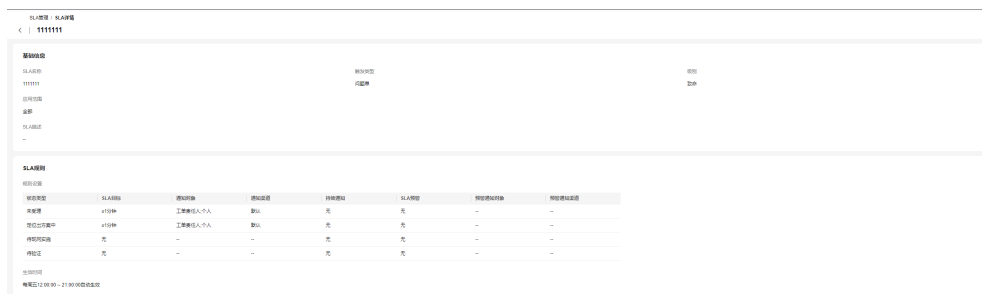 SLA管理 / SLA详情
< | 1111111
基础信息
SLA名称 触发类型 级别
1111111 问题单 致命
应用范围
全部
SLA描述
--
SLA规则
规则设置
状态类型 SLA目标 通知对象 通知渠道 持续通知 SLA预警 预警通知对象 预警通知渠道
未受理 ≥1分钟 工单责任人,个人 默认 无 无 -- --
定位出方案中 ≥1分钟 工单责任人,个人 默认 无 无 -- --
待现网实施 无 -- -- 无 无 -- --
待验证 无 -- -- 无 无 -- --
生效时间
每周五12:00:00 -- 21:00:00自动生效